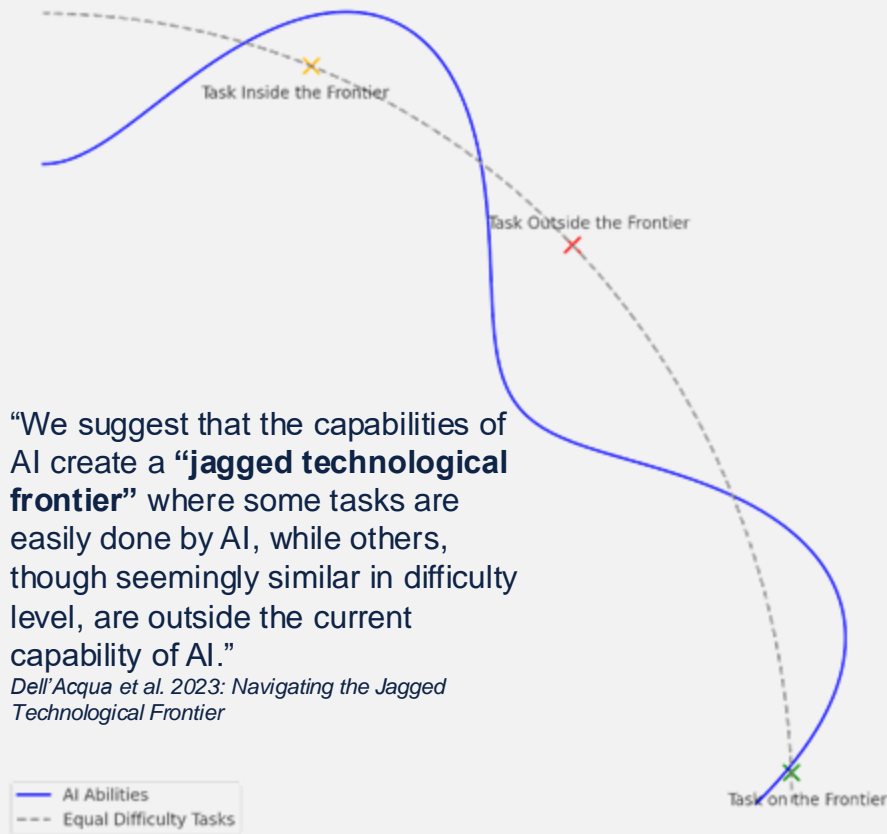 Task Inside the Frontier
Task Outside the Frontier
“We suggest that the capabilities of
AI create a “jagged technological
frontier” where some tasks are
easily done by AI, while others,
though seemingly similar in difficulty
level, are outside the current
capability of AI.”
Dell’Acqua et al. 2023: Navigating the Jagged
Technological Frontier
AI Abilities
Equal Difficulty Tasks
Task on the Frontier